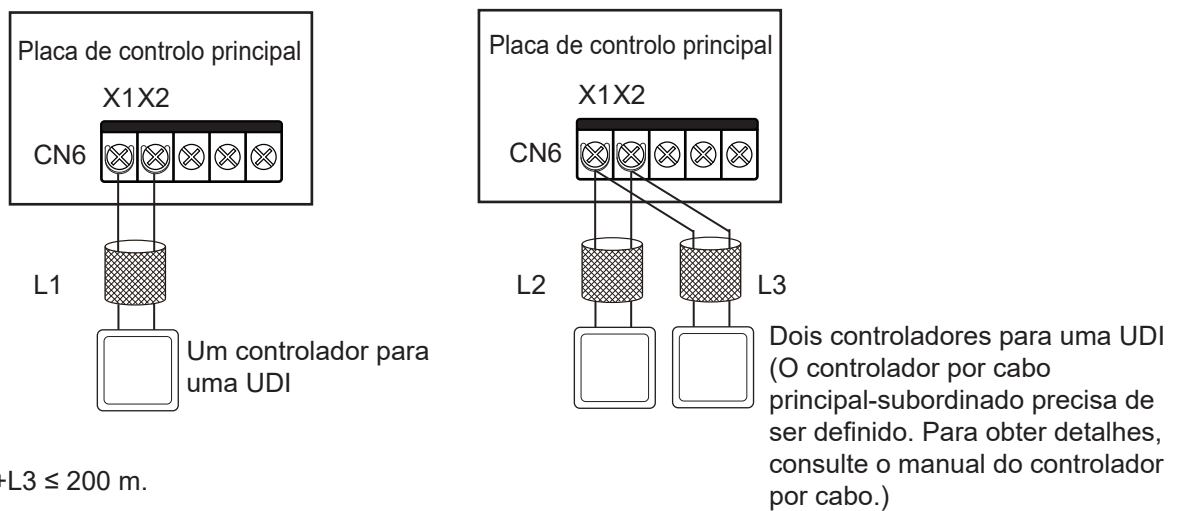 Placa de controlo principal
X1X2
CN6
L1
Um controlador para
uma UDI
Placa de controlo principal
X1X2
CN6
L2
L3
Dois controladores para uma UDI
(O controlador por cabo
principal-subordinado precisa de
ser definido. Para obter detalhes,
consulte o manual do controlador
por cabo.)
+L3 ≤ 200 m.